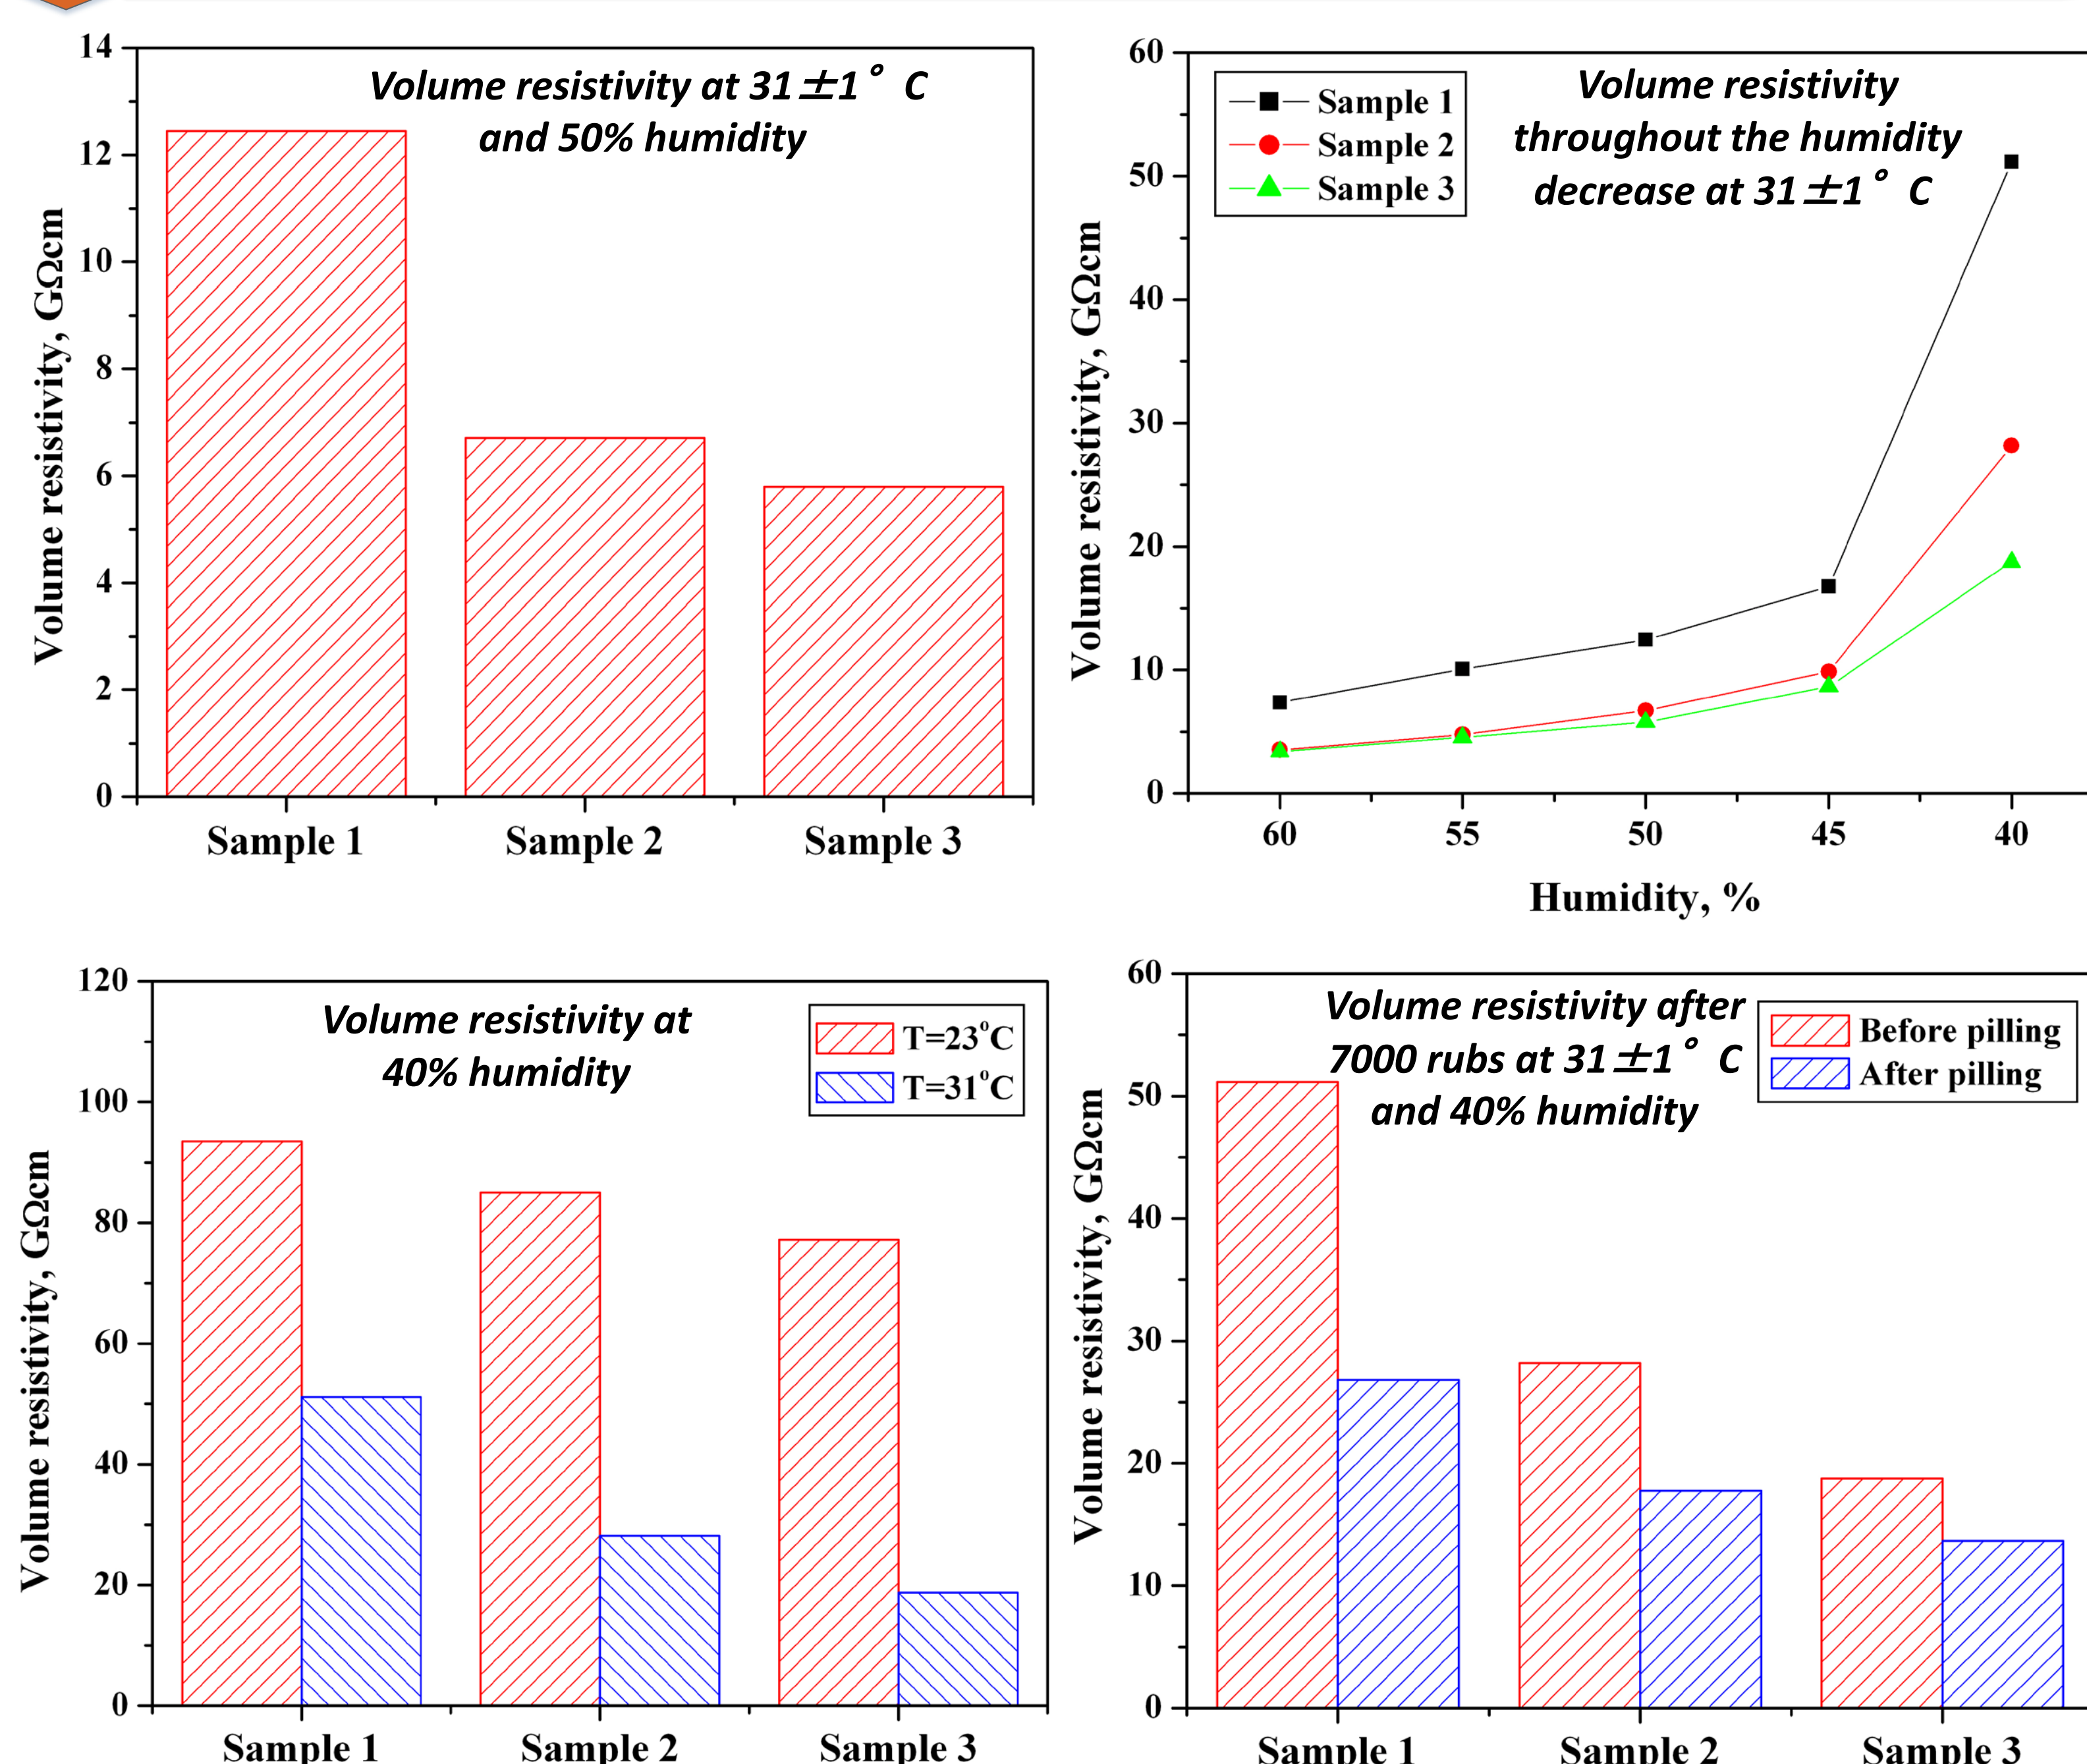 Volume resistivity at 31±1° C
and 50% humidity
Volume resistivity, GΩcm
14
12
10
8
6
4
2
0
Sample 1
Sample 2
Sample 3
Volume resistivity
throughout the humidity
decrease at 31±1° C
Sample 1
Sample 2
Sample 3
Volume resistivity, GΩcm
60
50
40
30
20
10
0
60
55
50
45
40
Humidity, %
Volume resistivity at
40% humidity
T=23°C
T=31°C
Volume resistivity, GΩcm
120
100
80
60
40
20
0
Sample 1
Sample 2
Sample 3
Volume resistivity after
7000 rubs at 31±1° C
and 40% humidity
Before pilling
After pilling
Volume resistivity, GΩcm
60
50
40
30
20
10
0
Sample 1
Sample 2
Sample 3